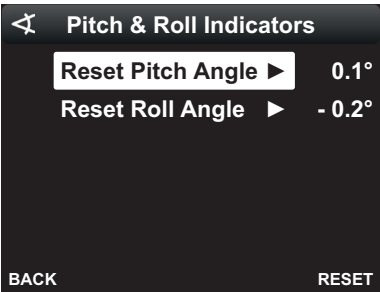 Pitch & Roll Indicators
Reset Pitch Angle ► 0.1°
Reset Roll Angle ► - 0.2°
BACK RESET